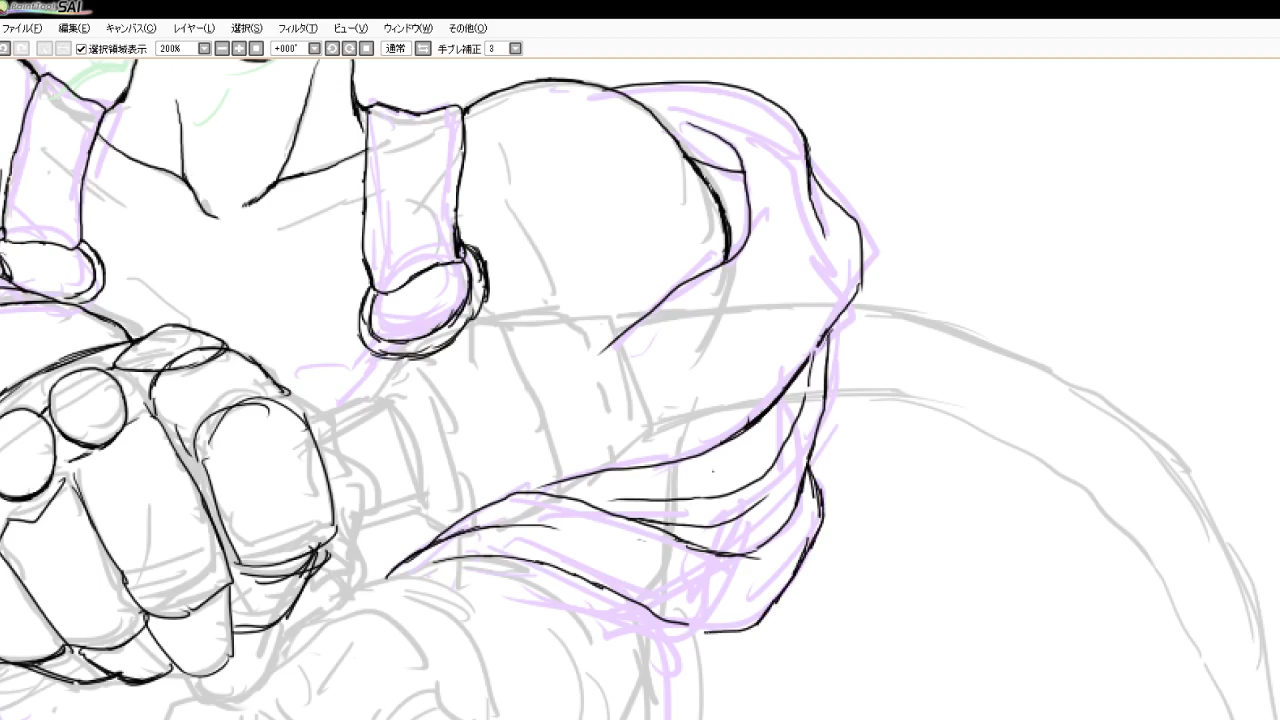 PaintTool SAI
ファイル(F) 編集(E) キャンバス(C) レイヤー(L) 選択(S) フィルタ(T) ビュー(V) ウィンドウ(W) その他(O)
選択領域表示 200% +000° 通常 手ブレ補正 3